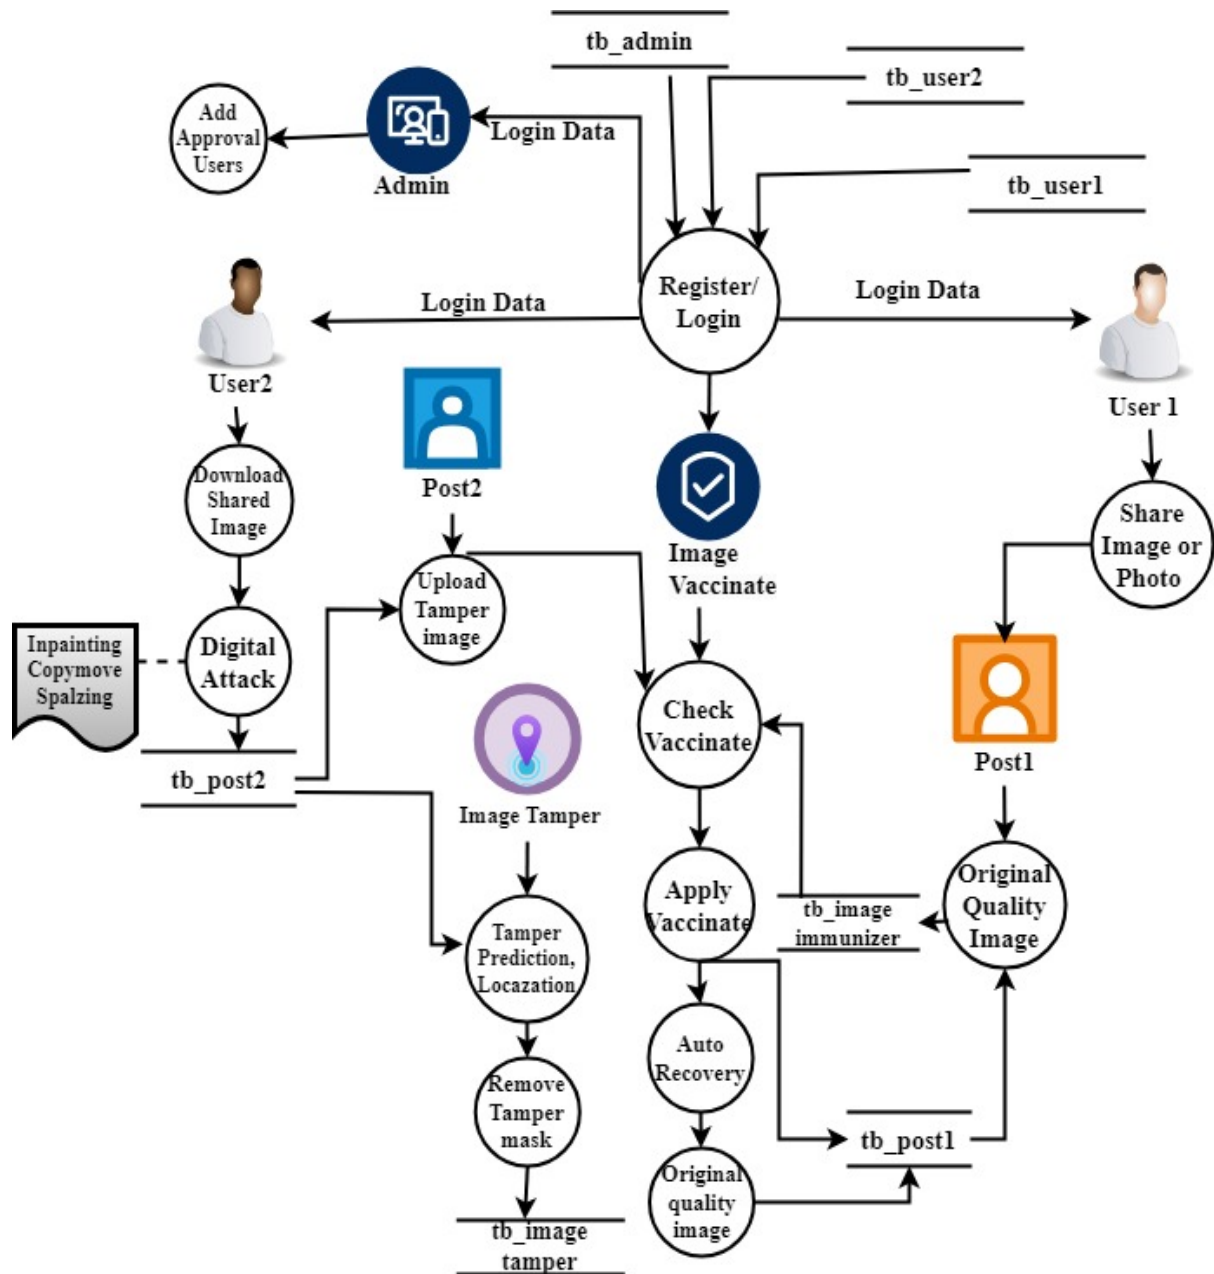 tb_admin
tb_user2
Add
Approval
Users
Login Data
Admin
tb_user1
Register/
Login
Login Data
Login Data
User2
User 1
Post2
Download
Shared
Image
Image
Vaccinate
Share
Image or
Photo
Upload
Tamper
image
Inpainting
Copymove
Spalzing
Digital
Attack
Check
Vaccinate
Post1
tb_post2
Image Tamper
Apply
Vaccinate
Original
Quality
Image
tb_image
immunizer
Tamper
Prediction,
Locazation
Auto
Recovery
Remove
Tamper
mask
tb_post1
Original
quality
image
tb_image
tamper